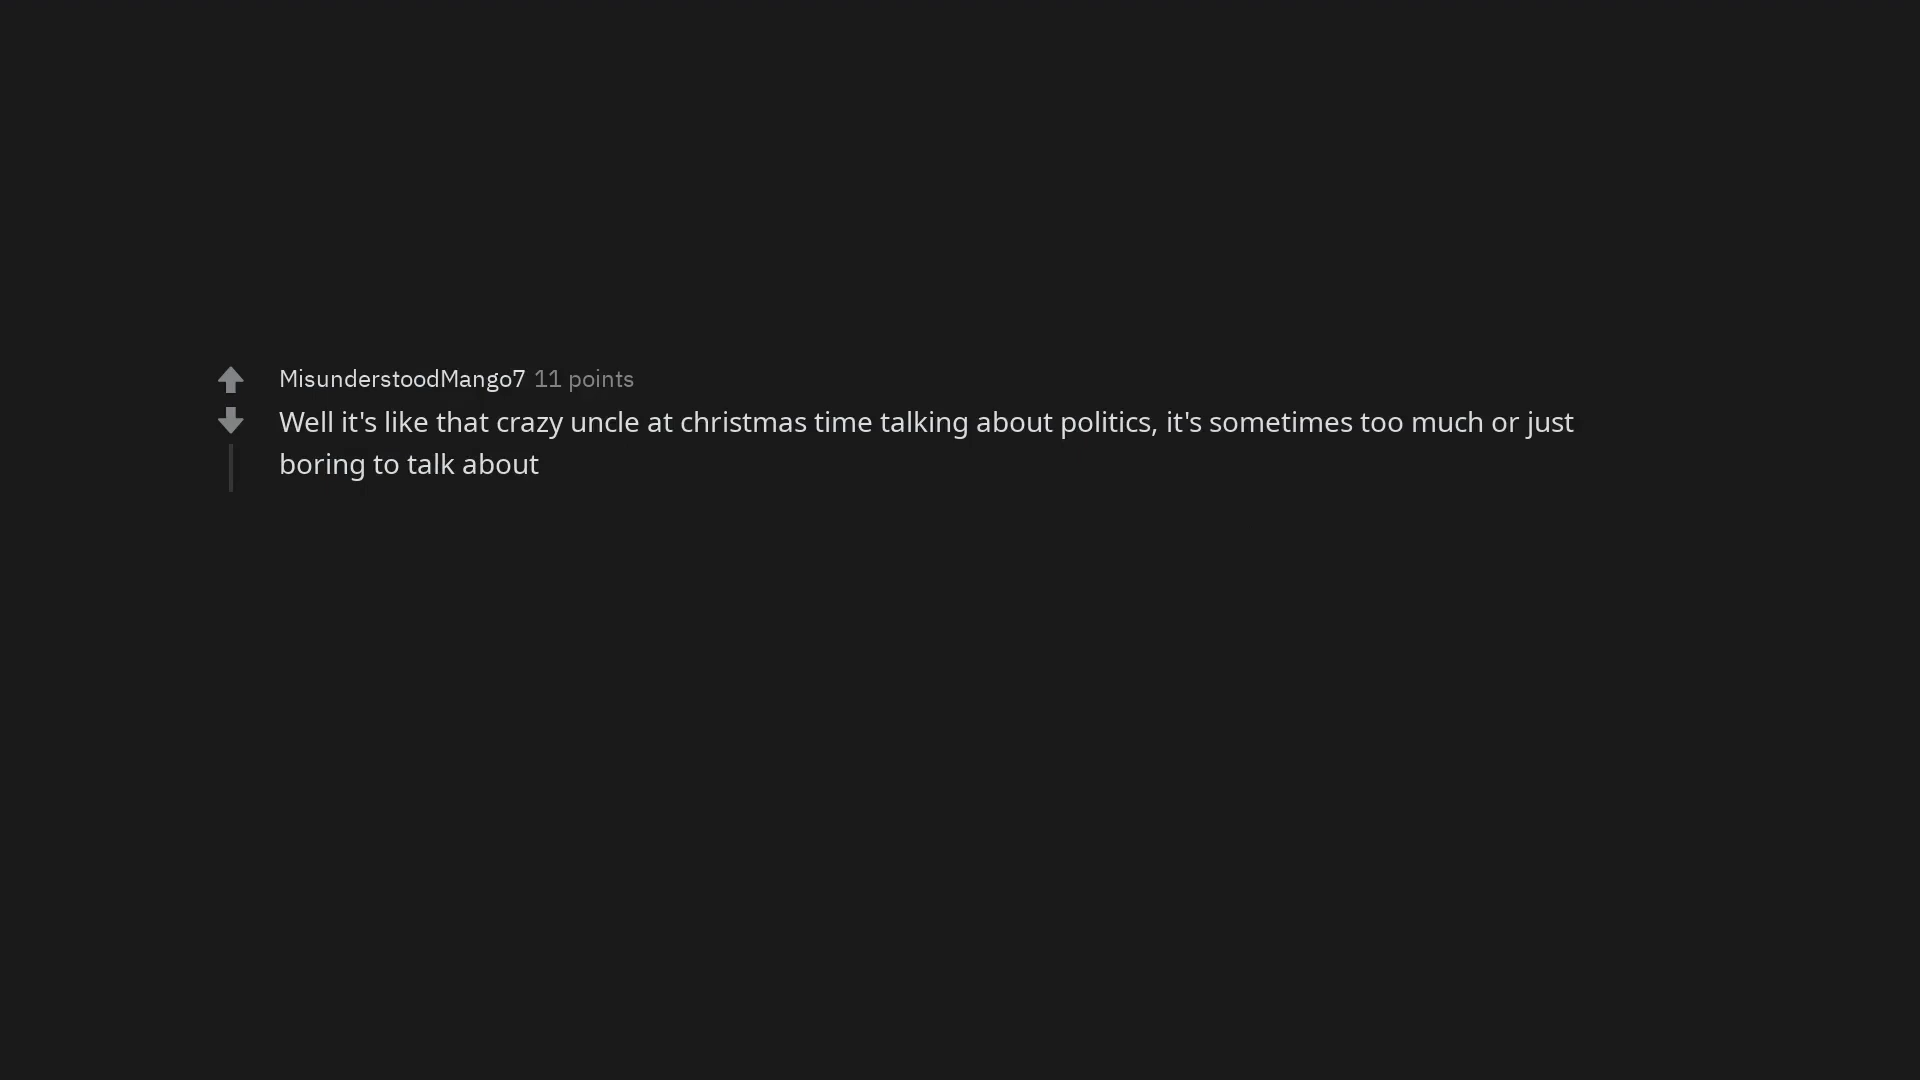 MisunderstoodMango7 11 points
Well it's like that crazy uncle at christmas time talking about politics, it's sometimes too much or just
boring to talk about